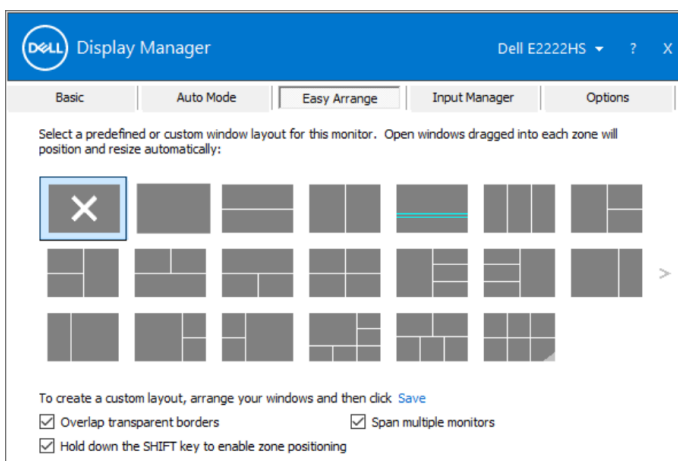 DELL Display Manager Dell E2222HS ? X
Basic Auto Mode Easy Arrange Input Manager Options
Select a predefined or custom window layout for this monitor. Open windows dragged into each zone will
position and resize automatically:
>
To create a custom layout, arrange your windows and then click Save
Overlap transparent borders Span multiple monitors
Hold down the SHIFT key to enable zone positioning